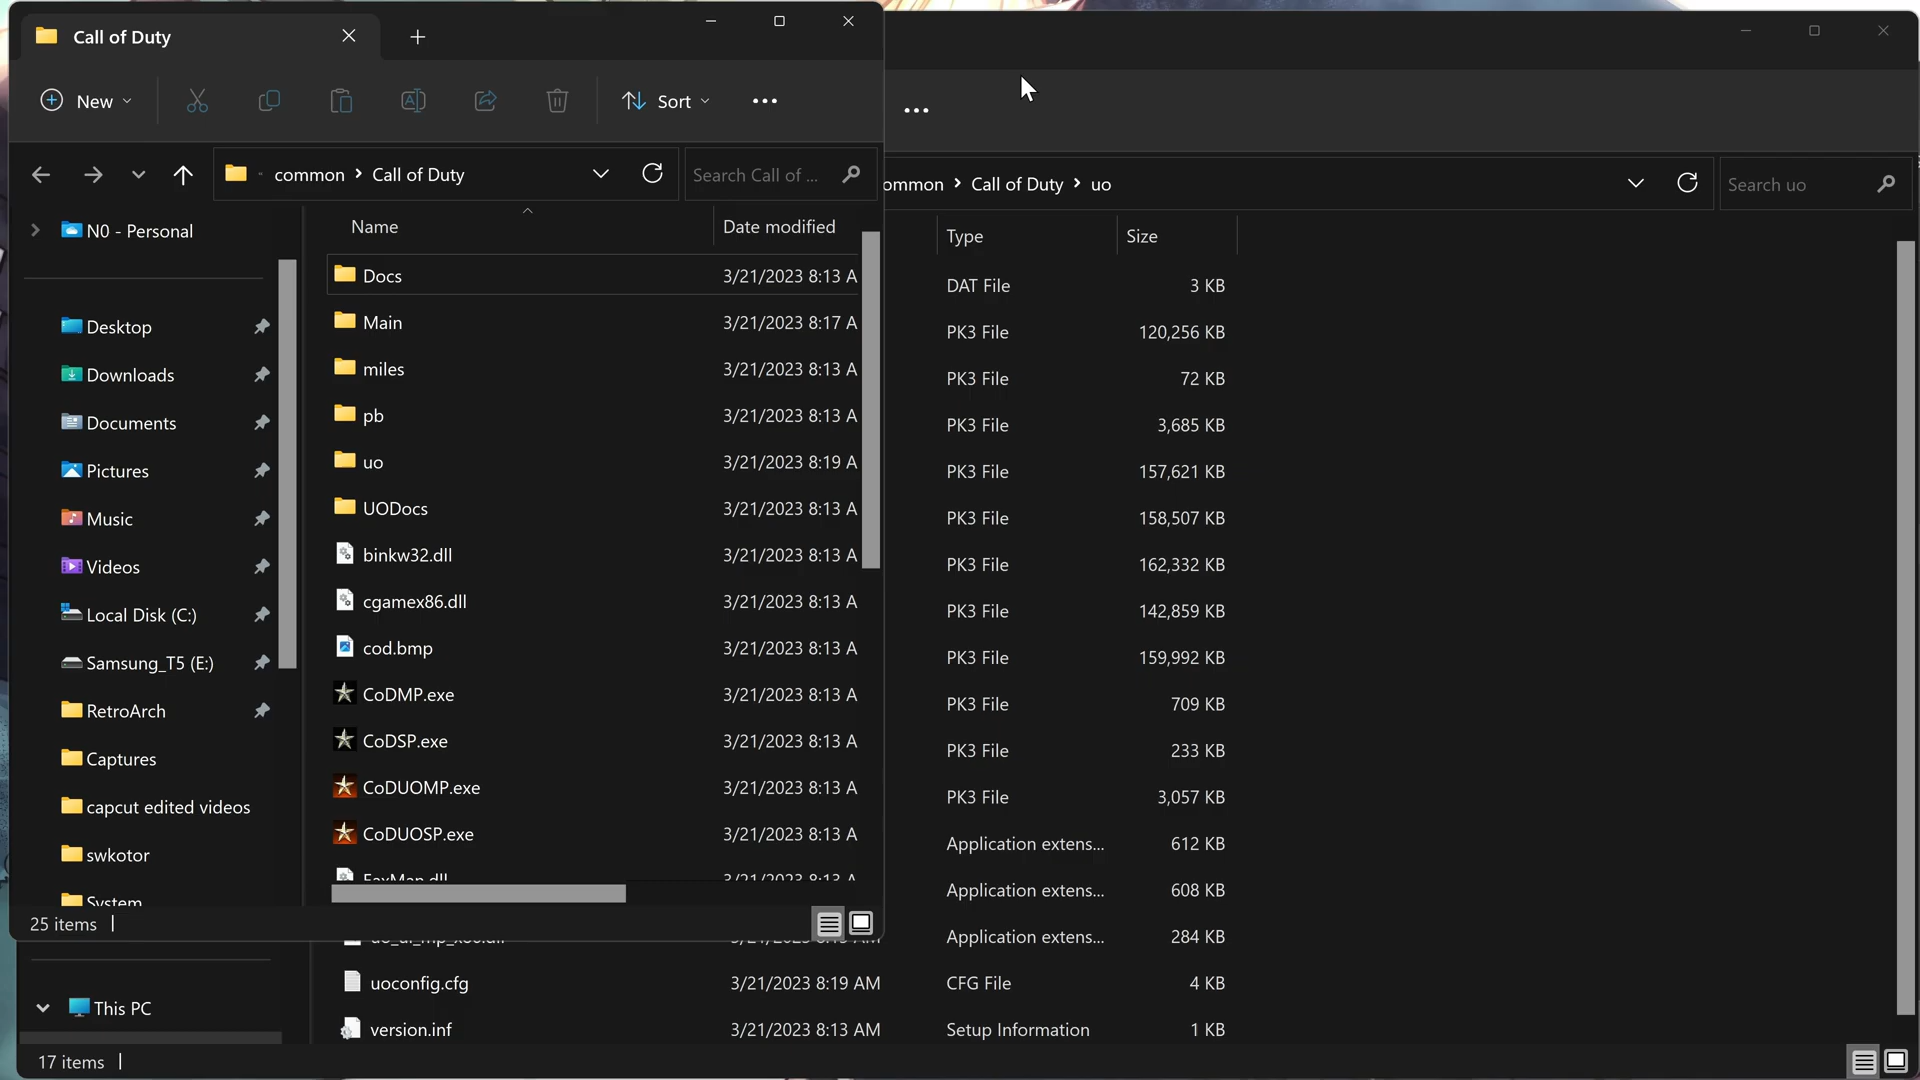 Call of Duty
New
Sort
common > Call of Duty
Search Call of ...
N0 - Personal
Desktop
Downloads
Documents
Pictures
Music
Videos
Local Disk (C:)
Samsung_T5 (E:)
RetroArch
Captures
capcut edited videos
swkotor
System
Name Date modified
Docs 3/21/2023 8:13 A
Main 3/21/2023 8:17 A
miles 3/21/2023 8:13 A
pb 3/21/2023 8:13 A
uo 3/21/2023 8:19 A
UODocs 3/21/2023 8:13 A
binkw32.dll 3/21/2023 8:13 A
cgamex86.dll 3/21/2023 8:13 A
cod.bmp 3/21/2023 8:13 A
CoDMP.exe 3/21/2023 8:13 A
CoDSP.exe 3/21/2023 8:13 A
CoDUOMP.exe 3/21/2023 8:13 A
CoDUOSP.exe 3/21/2023 8:13 A
FaxMan.dll 3/21/2023 8:13 A
25 items
ommon > Call of Duty > uo
Search uo
Type Size
DAT File 3 KB
PK3 File 120,256 KB
PK3 File 72 KB
PK3 File 3,685 KB
PK3 File 157,621 KB
PK3 File 158,507 KB
PK3 File 162,332 KB
PK3 File 142,859 KB
PK3 File 159,992 KB
PK3 File 709 KB
PK3 File 233 KB
PK3 File 3,057 KB
Application extens... 612 KB
Application extens... 608 KB
Application extens... 284 KB
uoconfig.cfg 3/21/2023 8:19 AM CFG File 4 KB
version.inf 3/21/2023 8:13 AM Setup Information 1 KB
This PC
17 items